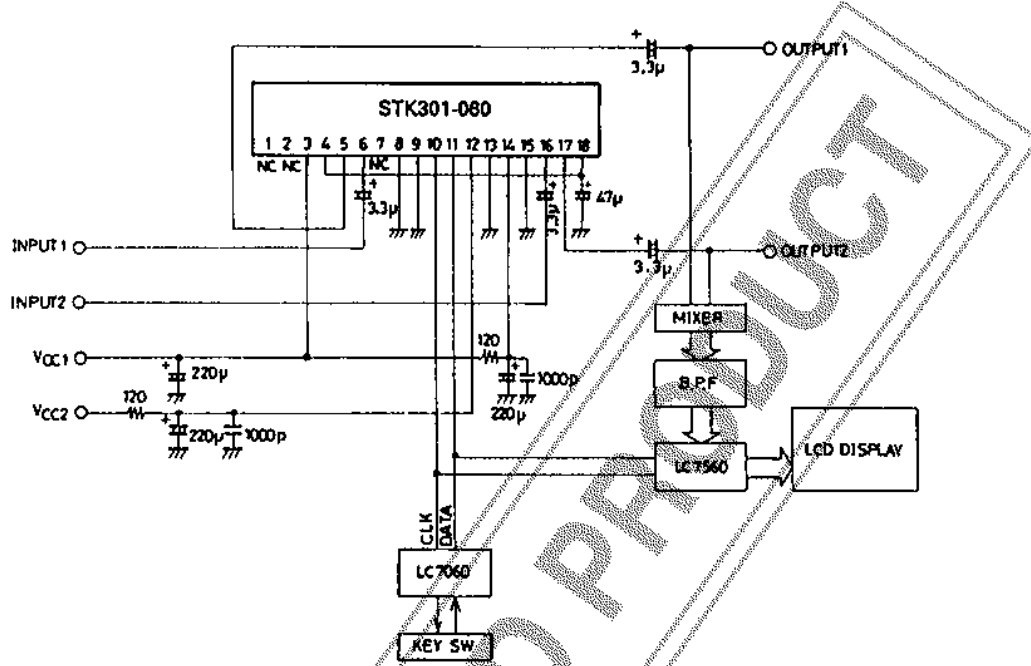 OUTPUT1
+
3.3μ
STK301-080
1 2 3 4 5 6 7 8 9 10 11 12 13 14 15 16 17 18
NC NC NC
+
3.3μ
+
3.3μ
+
47μ
INPUT1
+
3.3μ
OUTPUT2
INPUT2
MIXER
VCC1
120
+
220μ
+
220μ
1000p
B.P.F
VCC2
120
+
220μ
1000p
LC7560
LCD DISPLAY
CLK
DATA
LC7060
KEY SW
D PRODUCT